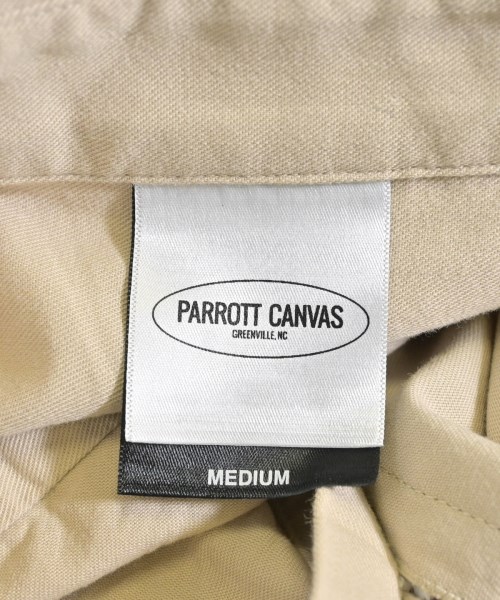 PARROTT CANVAS
GREENVILLE, NC
MEDIUM